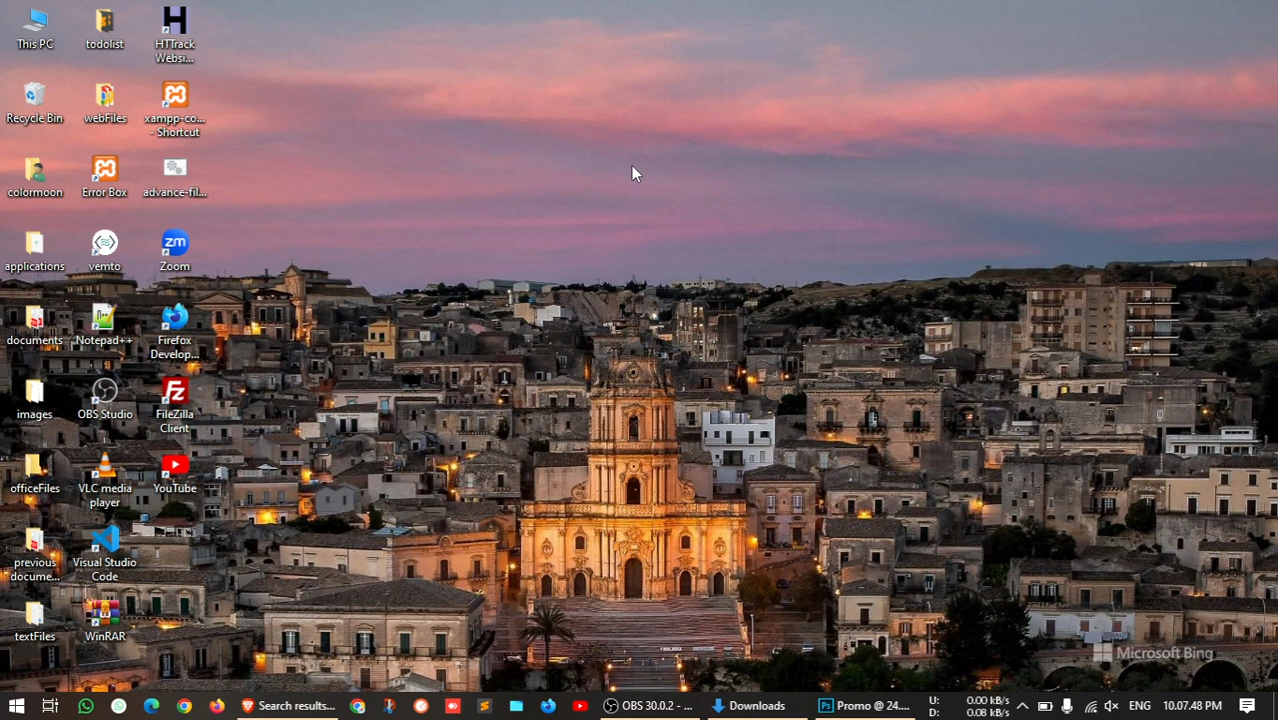 This PC
todolist
HTTrack
Websi...
Recycle Bin
webFiles
xampp-co...
- Shortcut
colormoon
Error Box
advance-fil...
applications
vemto
zm
Zoom
documents
Notepad++
Firefox
Develop...
images
OBS Studio
FileZilla
Client
officeFiles
VLC media
player
YouTube
previous
docume...
Visual Studio
Code
textFiles
WinRAR
Microsoft Bing
Search results...
OBS 30.0.2 - ...
Downloads
Ps
Promo @ 24....
U:
0.00 kB/s
D:
0.08 kB/s
ENG
10.07.48 PM